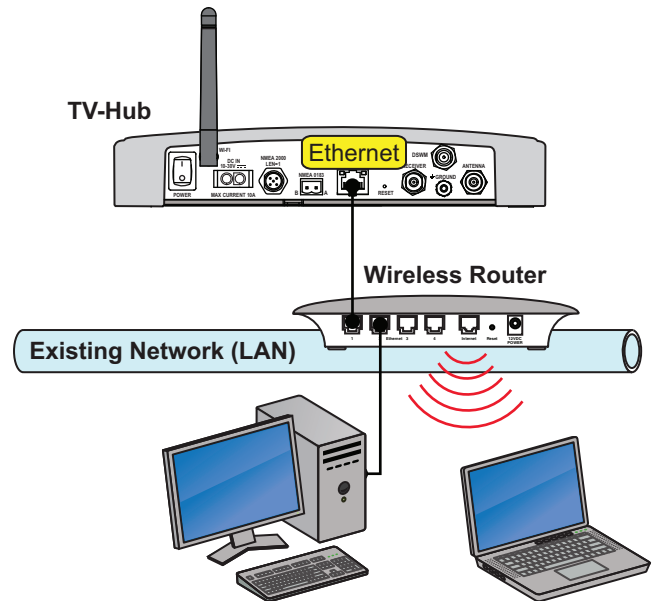 TV-Hub
Wi-Fi
DC IN
10-30V
NMEA 2000
LEN=1
NMEA 0183
B
A
Ethernet
RESET
DSWM
ECEIVER
GROUND
ANTENNA
POWER
MAX CURRENT 10A
Wireless Router
1
Ethernet
3
4
Internet
Reset
12VDC
POWER
Existing Network (LAN)